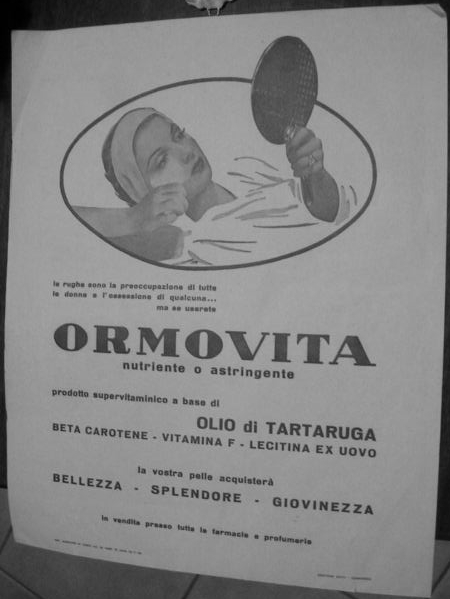 le rughe sono la preoccupazione di tutte
le donne e l'ossessione di qualcuna...
ma se userete
ORMOVITA
nutriente o astringente
prodotto supervitaminico a base di
OLIO di TARTARUGA
BETA CAROTENE - VITAMINA F - LECITINA EX UOVO
la vostra pelle acquisterà
BELLEZZA - SPLENDORE - GIOVINEZZA
in vendita presso tutte le farmacie e profumerie